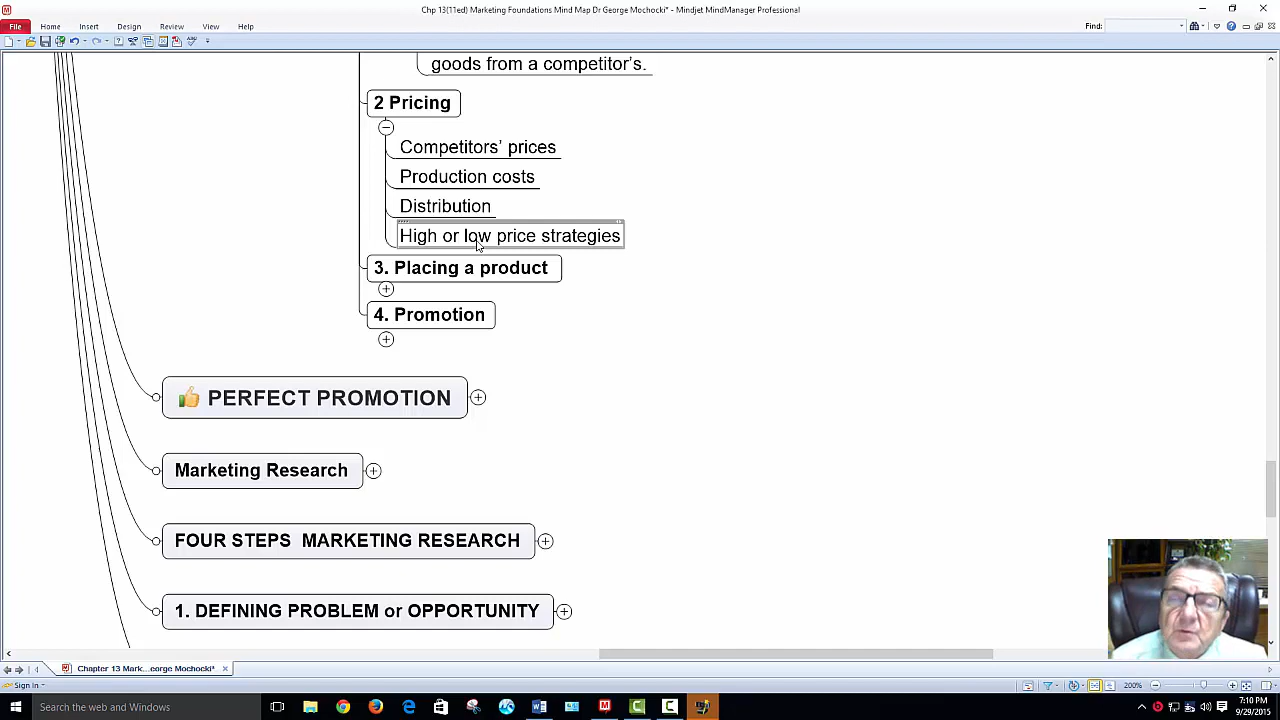 Chp 13(11ed) Marketing Foundations Mind Map Dr George Mochocki* - Mindjet MindManager Professional
File Home Insert Design Review View Help
Find:
goods from a competitor's.
2 Pricing
Competitors' prices
Production costs
Distribution
High or low price strategies
3. Placing a product
4. Promotion
PERFECT PROMOTION
Marketing Research
FOUR STEPS MARKETING RESEARCH
1. DEFINING PROBLEM or OPPORTUNITY
Chapter 13 Mark...eorge Mochocki*
Sign In
200%
Search the web and Windows
7:10 PM
9/29/2015